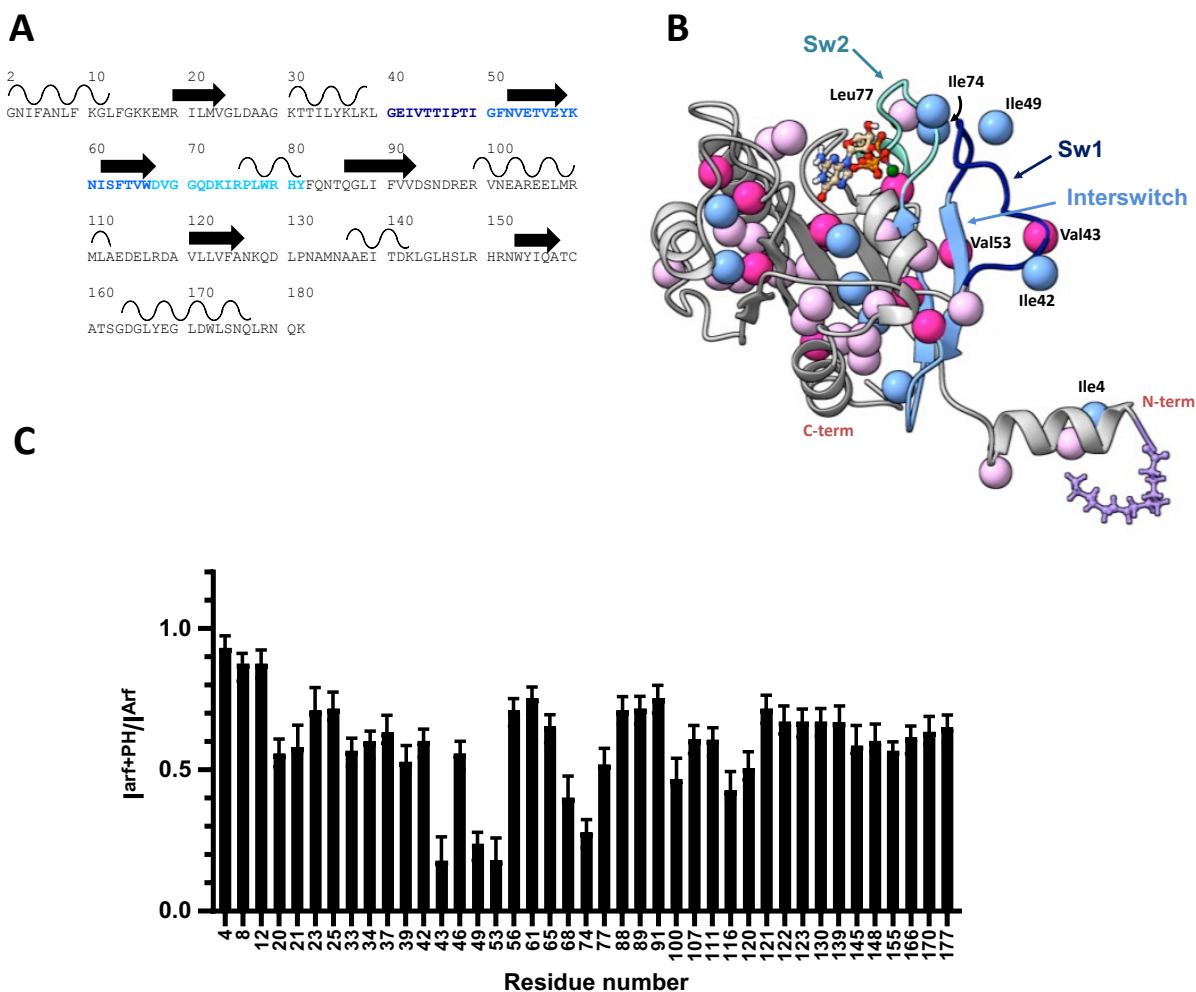 A
2 10 20 30 40 50
GNIFANLF KGLFGKKEMR ILMVGLDAAG KTTILYKLKL GEIVTTIPTI GFNVETVEYK
60 70 80 90 100
NISFTVWDVG GQDKIRPLWR HYFQNTQGLI FVVDSNDRER VNEAREELMR
110 120 130 140 150
MLAEDELRDA VLLVFANKQD LPNAMNAAEI TDKLGLHSLR HRNWYIQATC
160 170 180
ATSGDGLYEG LDWLSNQLRN QK
B
Sw2
Leu77
Ile74
Ile49
Sw1
Interswitch
Val53
Val43
Ile42
Ile4
N-term
C-term
C
Iarf+PH/IArf
1.0
0.5
0.0
4 8 12 20 21 23 25 33 34 37 39 42 43 46 49 53 56 61 65 68 74 77 88 89 91 100 107 111 116 120 121 122 123 130 139 145 148 155 166 170 177
Residue number